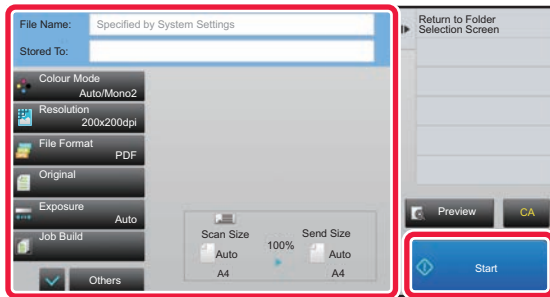 File Name:
Specified by System Settings
Stored To:
Colour Mode
Auto/Mono2
Resolution
200x200dpi
File Format
PDF
Original
Exposure
Auto
Job Build
Others
Scan Size
Auto
A4
100%
Send Size
Auto
A4
Return to Folder
Selection Screen
Preview
CA
Start